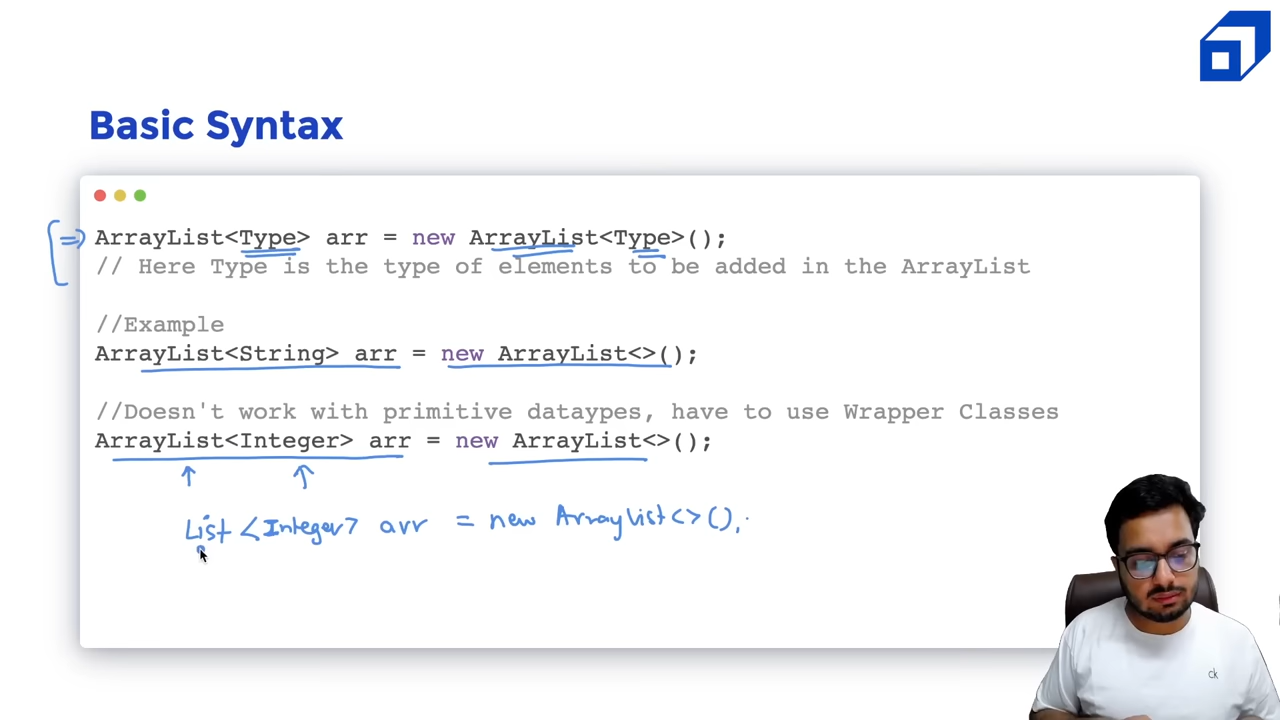 Basic Syntax
ArrayList<Type> arr = new ArrayList<Type>();
// Here Type is the type of elements to be added in the ArrayList
//Example
ArrayList<String> arr = new ArrayList<>();
//Doesn't work with primitive dataypes, have to use Wrapper Classes
ArrayList<Integer> arr = new ArrayList<>();
List <Integer> arr = new ArrayList<>();
ck